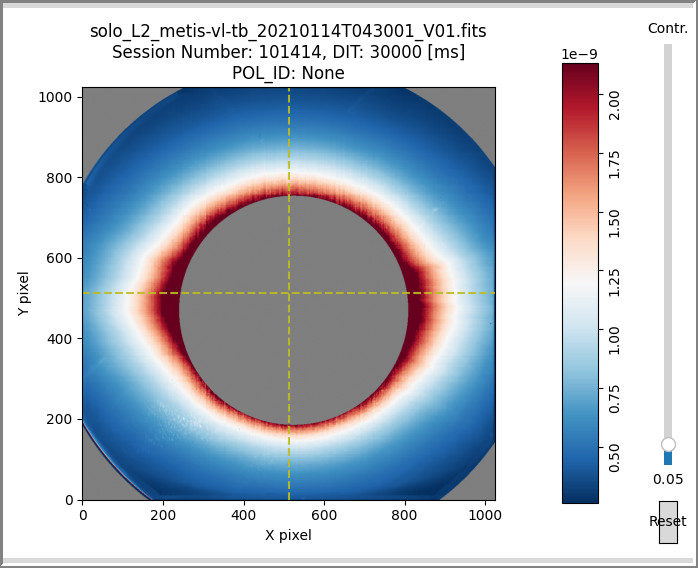 solo_L2_metis-vl-tb_20210114T043001_V01.fits
Session Number: 101414, DIT: 30000 [ms]
POL_ID: None
Contr.
1e−9
1000
800
600
400
200
0
Y pixel
0 200 400 600 800 1000
X pixel
2.00
1.75
1.50
1.25
1.00
0.75
0.50
0.05
Reset